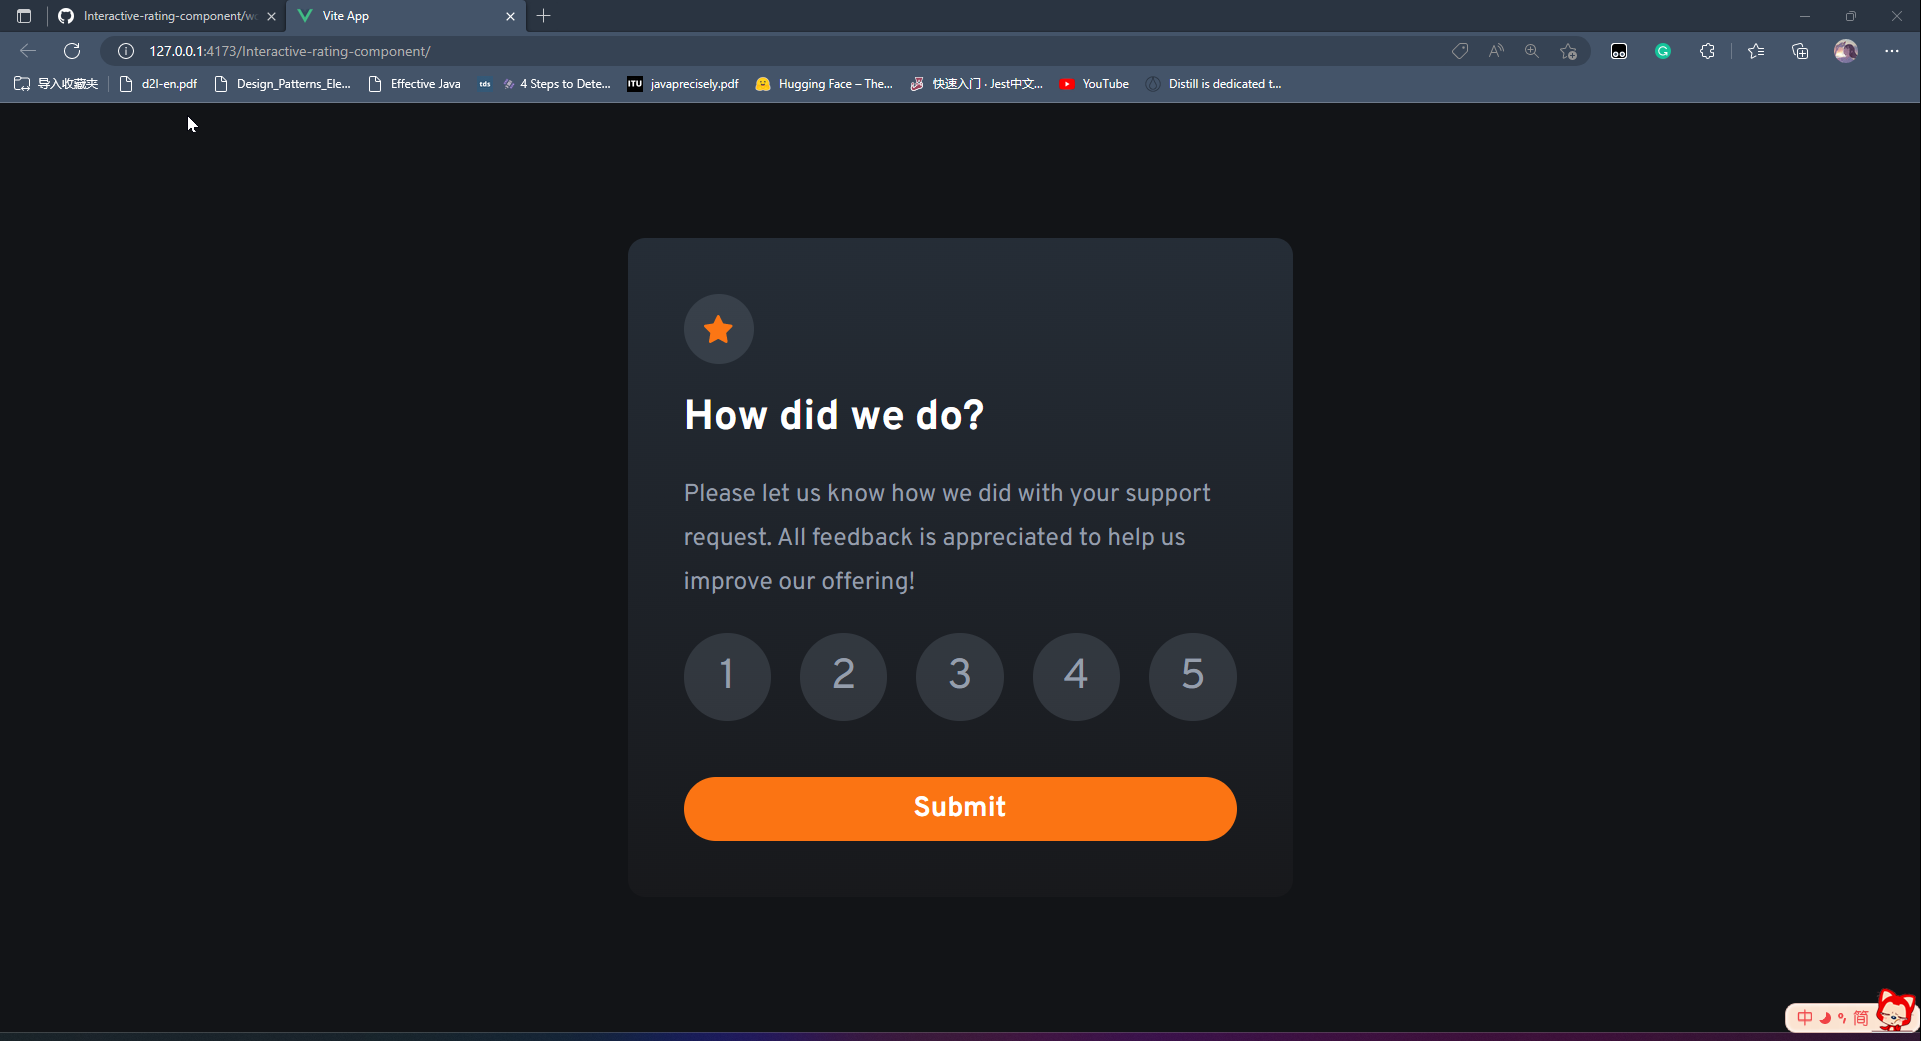 Interactive-rating-component/wo
Vite App
127.0.0.1:4173/Interactive-rating-component/
导入收藏夹
d2l-en.pdf
Design_Patterns_Ele...
Effective Java
tds
4 Steps to Dete...
ITU
javaprecisely.pdf
Hugging Face – The...
快速入门 · Jest中文...
YouTube
Distill is dedicated t...
How did we do?
Please let us know how we did with your support
request. All feedback is appreciated to help us
improve our offering!
1 2 3 4 5
Submit
中 简